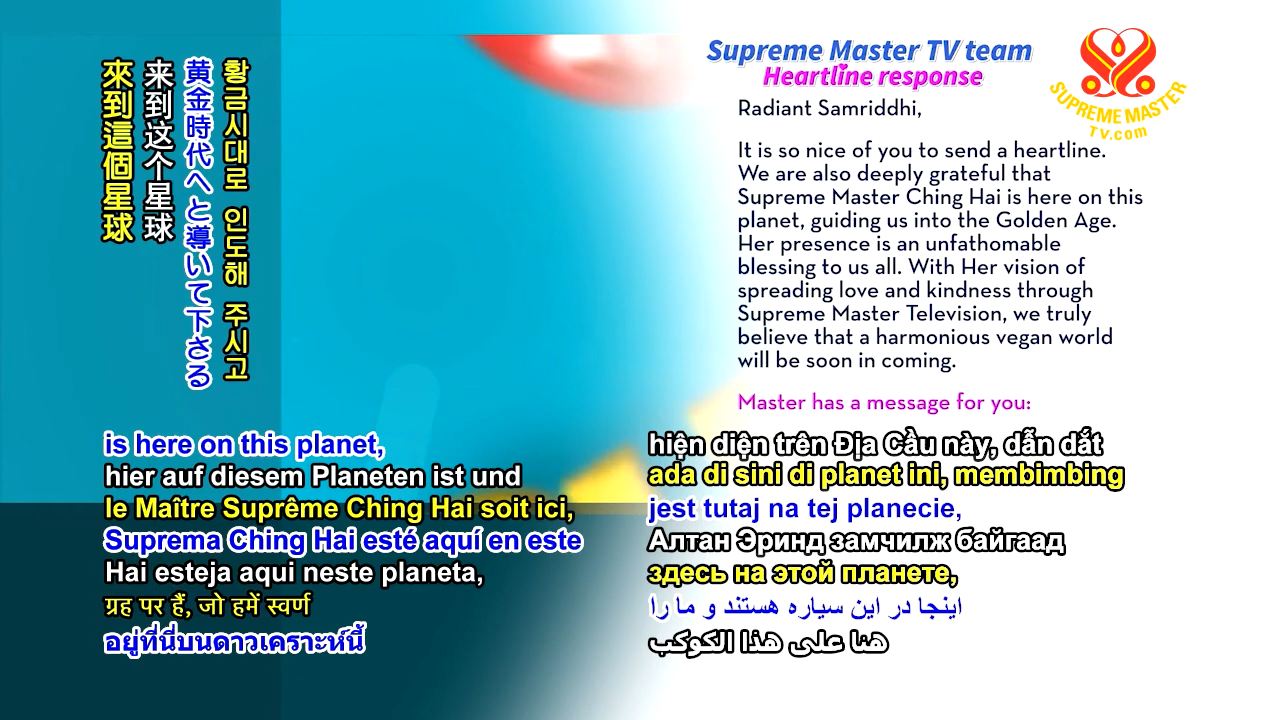 來到這個星球
来到这个星球
黄金時代へと導いて下さる
황금시대로 인도해 주시고
Supreme Master TV team
Heartline response
SUPREME MASTER
TV.com
Radiant Samriddhi,
It is so nice of you to send a heartline.
We are also deeply grateful that
Supreme Master Ching Hai is here on this
planet, guiding us into the Golden Age.
Her presence is an unfathomable
blessing to us all. With Her vision of
spreading love and kindness through
Supreme Master Television, we truly
believe that a harmonious vegan world
will be soon in coming.
Master has a message for you:
is here on this planet,
hier auf diesem Planeten ist und
le Maître Suprême Ching Hai soit ici,
Suprema Ching Hai esté aquí en este
Hai esteja aqui neste planeta,
ग्रह पर हैं, जो हमें स्वर्ण
อยู่ที่นี่บนดาวเคราะห์นี้
hiện diện trên Địa Cầu này, dẫn dắt
ada di sini di planet ini, membimbing
jest tutaj na tej planecie,
Алтан Эринд замчилж байгаад
здесь на этой планете,
اینجا در این سیاره هستند و ما را
هنا على هذا الكوكب